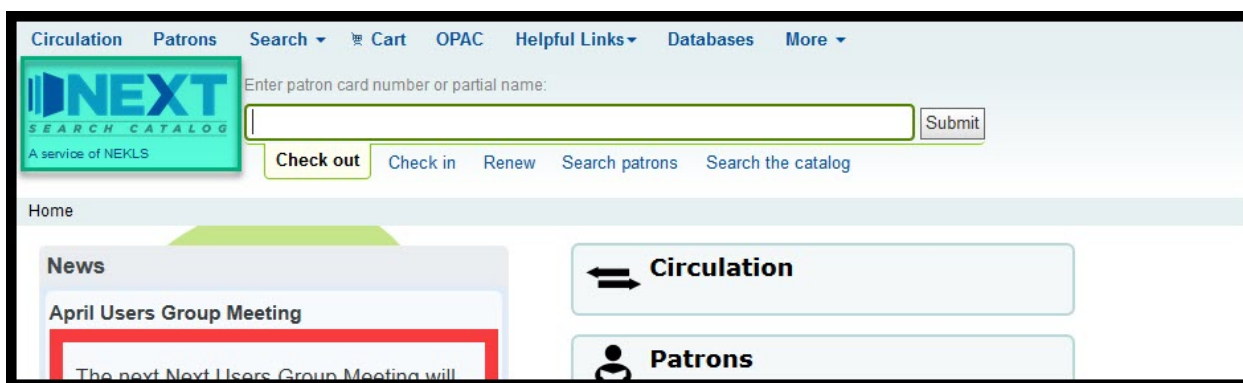 Circulation Patrons Search Cart OPAC Helpful Links Databases More
NEXT
SEARCH CATALOG
A service of NEKLS
Enter patron card number or partial name:
Submit
Check out Check in Renew Search patrons Search the catalog
Home
News
April Users Group Meeting
The next Next Users Group Meeting will
Circulation
Patrons